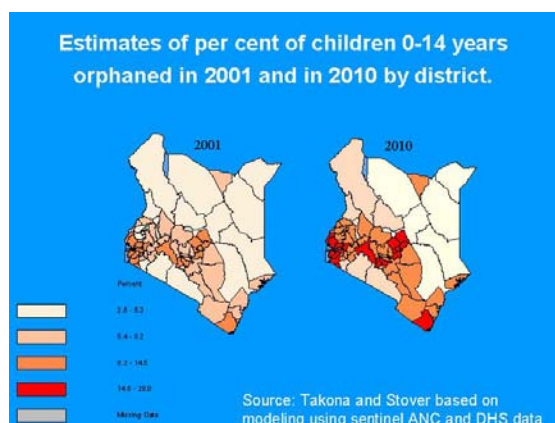 Estimates of per cent of children 0-14 years
orphaned in 2001 and in 2010 by district.
2001
2010
Percent
Missing Data
Source: Takona and Stover based on
modeling using sentinel ANC and DHS data